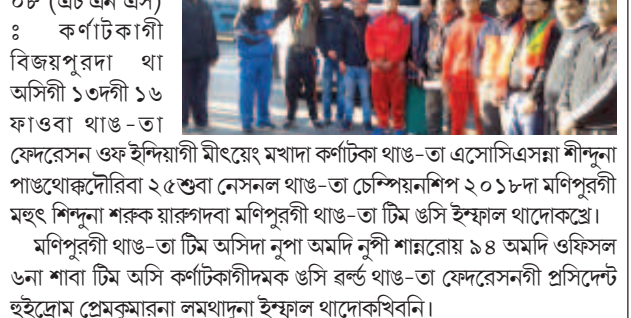 ০৮ (এচ এন এস)
ঃ কর্ণাটকাগী
বিজয়পুরদা থা
অসিগী ১৩দগী ১৬
ফাওবা থাঙ-তা
ফেদরেসন ওফ ইন্দিয়াগী মীৎয়েং মখাদা কর্ণাটকা থাঙ-তা এসোসিএসন্না শীন্দুনা
পাঙথোক্কদৌরিবা ২৫শুবা নেসনল থাঙ-তা চেম্পিয়নশিপ ২০১৮দা মণিপুরগী
মহুৎ শিন্দুনা শরুক য়ারুগদবা মণিপুরগী থাঙ-তা টিম ঙসি ইম্ফাল থাদোকখ্রে।
মণিপুরগী থাঙ-তা টিম অসিদা নুপা অমদি নুপী শান্নরোয় ৯৪ অমদি ওফিসল
৬না শাবা টিম অসি কর্ণাটকাগীদমক ঙসি ৱর্ল্ড থাঙ-তা ফেদরেসনগী প্রসিদেন্ট
হুইদ্রোম প্রেমকুমারনা লমথাদুনা ইম্ফাল থাদোকখিবনি।